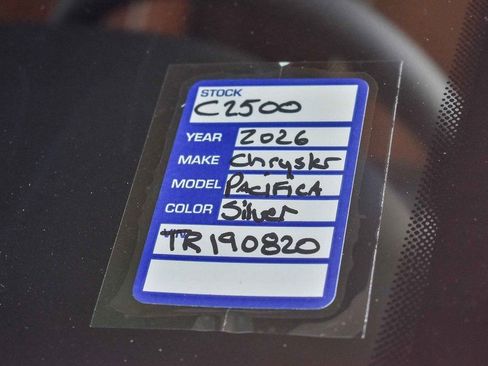 STOCK
C2500
YEAR 2026
MAKE Chrysler
MODEL PACIFICA
COLOR Silver
TR190820